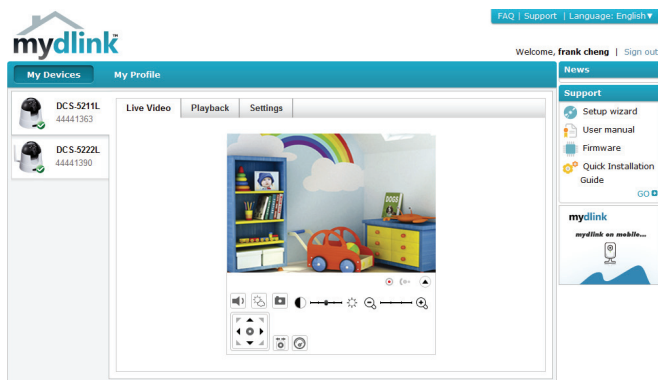 FAQ | Support | Language: English▼
mydlink™
Welcome, frank cheng | Sign out
My Devices My Profile
DCS-5211L
44441363
DCS-5222L
44441390
Live Video Playback Settings
DOGS
News
Support
Setup wizard
User manual
Firmware
Quick Installation
Guide
GO
mydlink
mydlink on mobile...